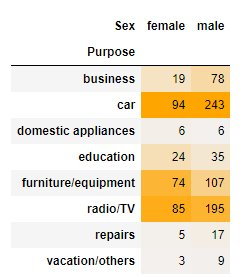 Sex female male
Purpose
business 19 78
car 94 243
domestic appliances 6 6
education 24 35
furniture/equipment 74 107
radio/TV 85 195
repairs 5 17
vacation/others 3 9